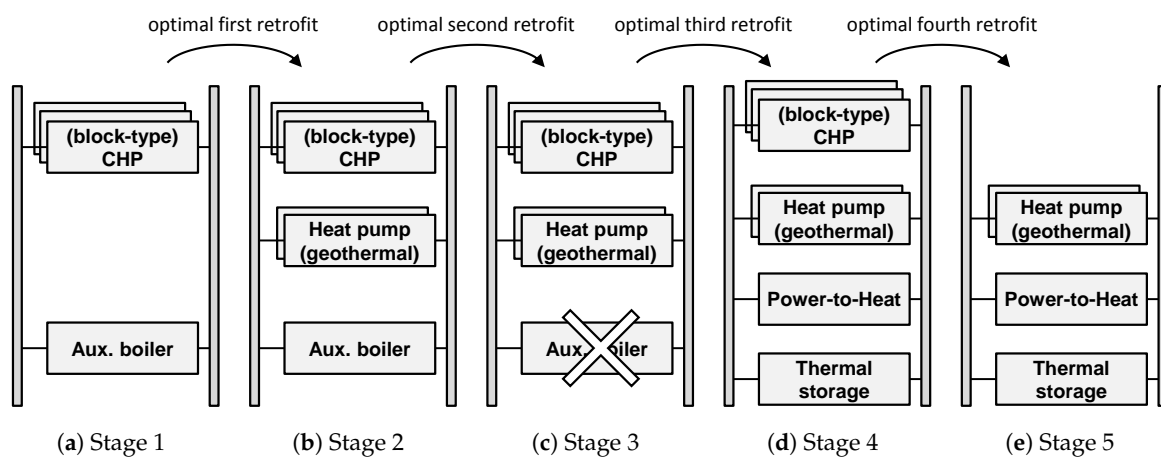 optimal first retrofit
optimal second retrofit
optimal third retrofit
optimal fourth retrofit
(block-type)
CHP
Aux. boiler
(a) Stage 1
(block-type)
CHP
Heat pump
(geothermal)
Aux. boiler
(b) Stage 2
(block-type)
CHP
Heat pump
(geothermal)
Aux. boiler
(c) Stage 3
(block-type)
CHP
Heat pump
(geothermal)
Power-to-Heat
Thermal
storage
(d) Stage 4
Heat pump
(geothermal)
Power-to-Heat
Thermal
storage
(e) Stage 5